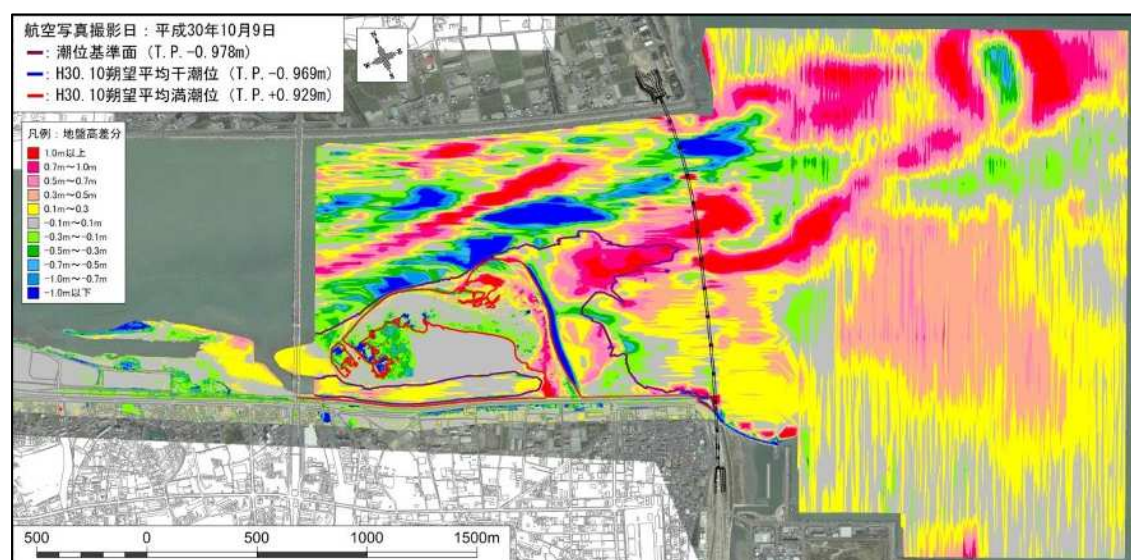 航空写真撮影日：平成30年10月9日
━：潮位基準面（T.P.-0.978m）
━：H30.10朔望平均干潮位（T.P.-0.969m）
━：H30.10朔望平均満潮位（T.P.+0.929m）
凡例：地盤高差分
1.0m以上
0.7m～1.0m
0.5m～0.7m
0.3m～0.5m
0.1m～0.3
-0.1m～0.1m
-0.3m～-0.1m
-0.5m～-0.3m
-0.7m～-0.5m
-1.0m～-0.7m
-1.0m以下
500 0 500 1000 1500m